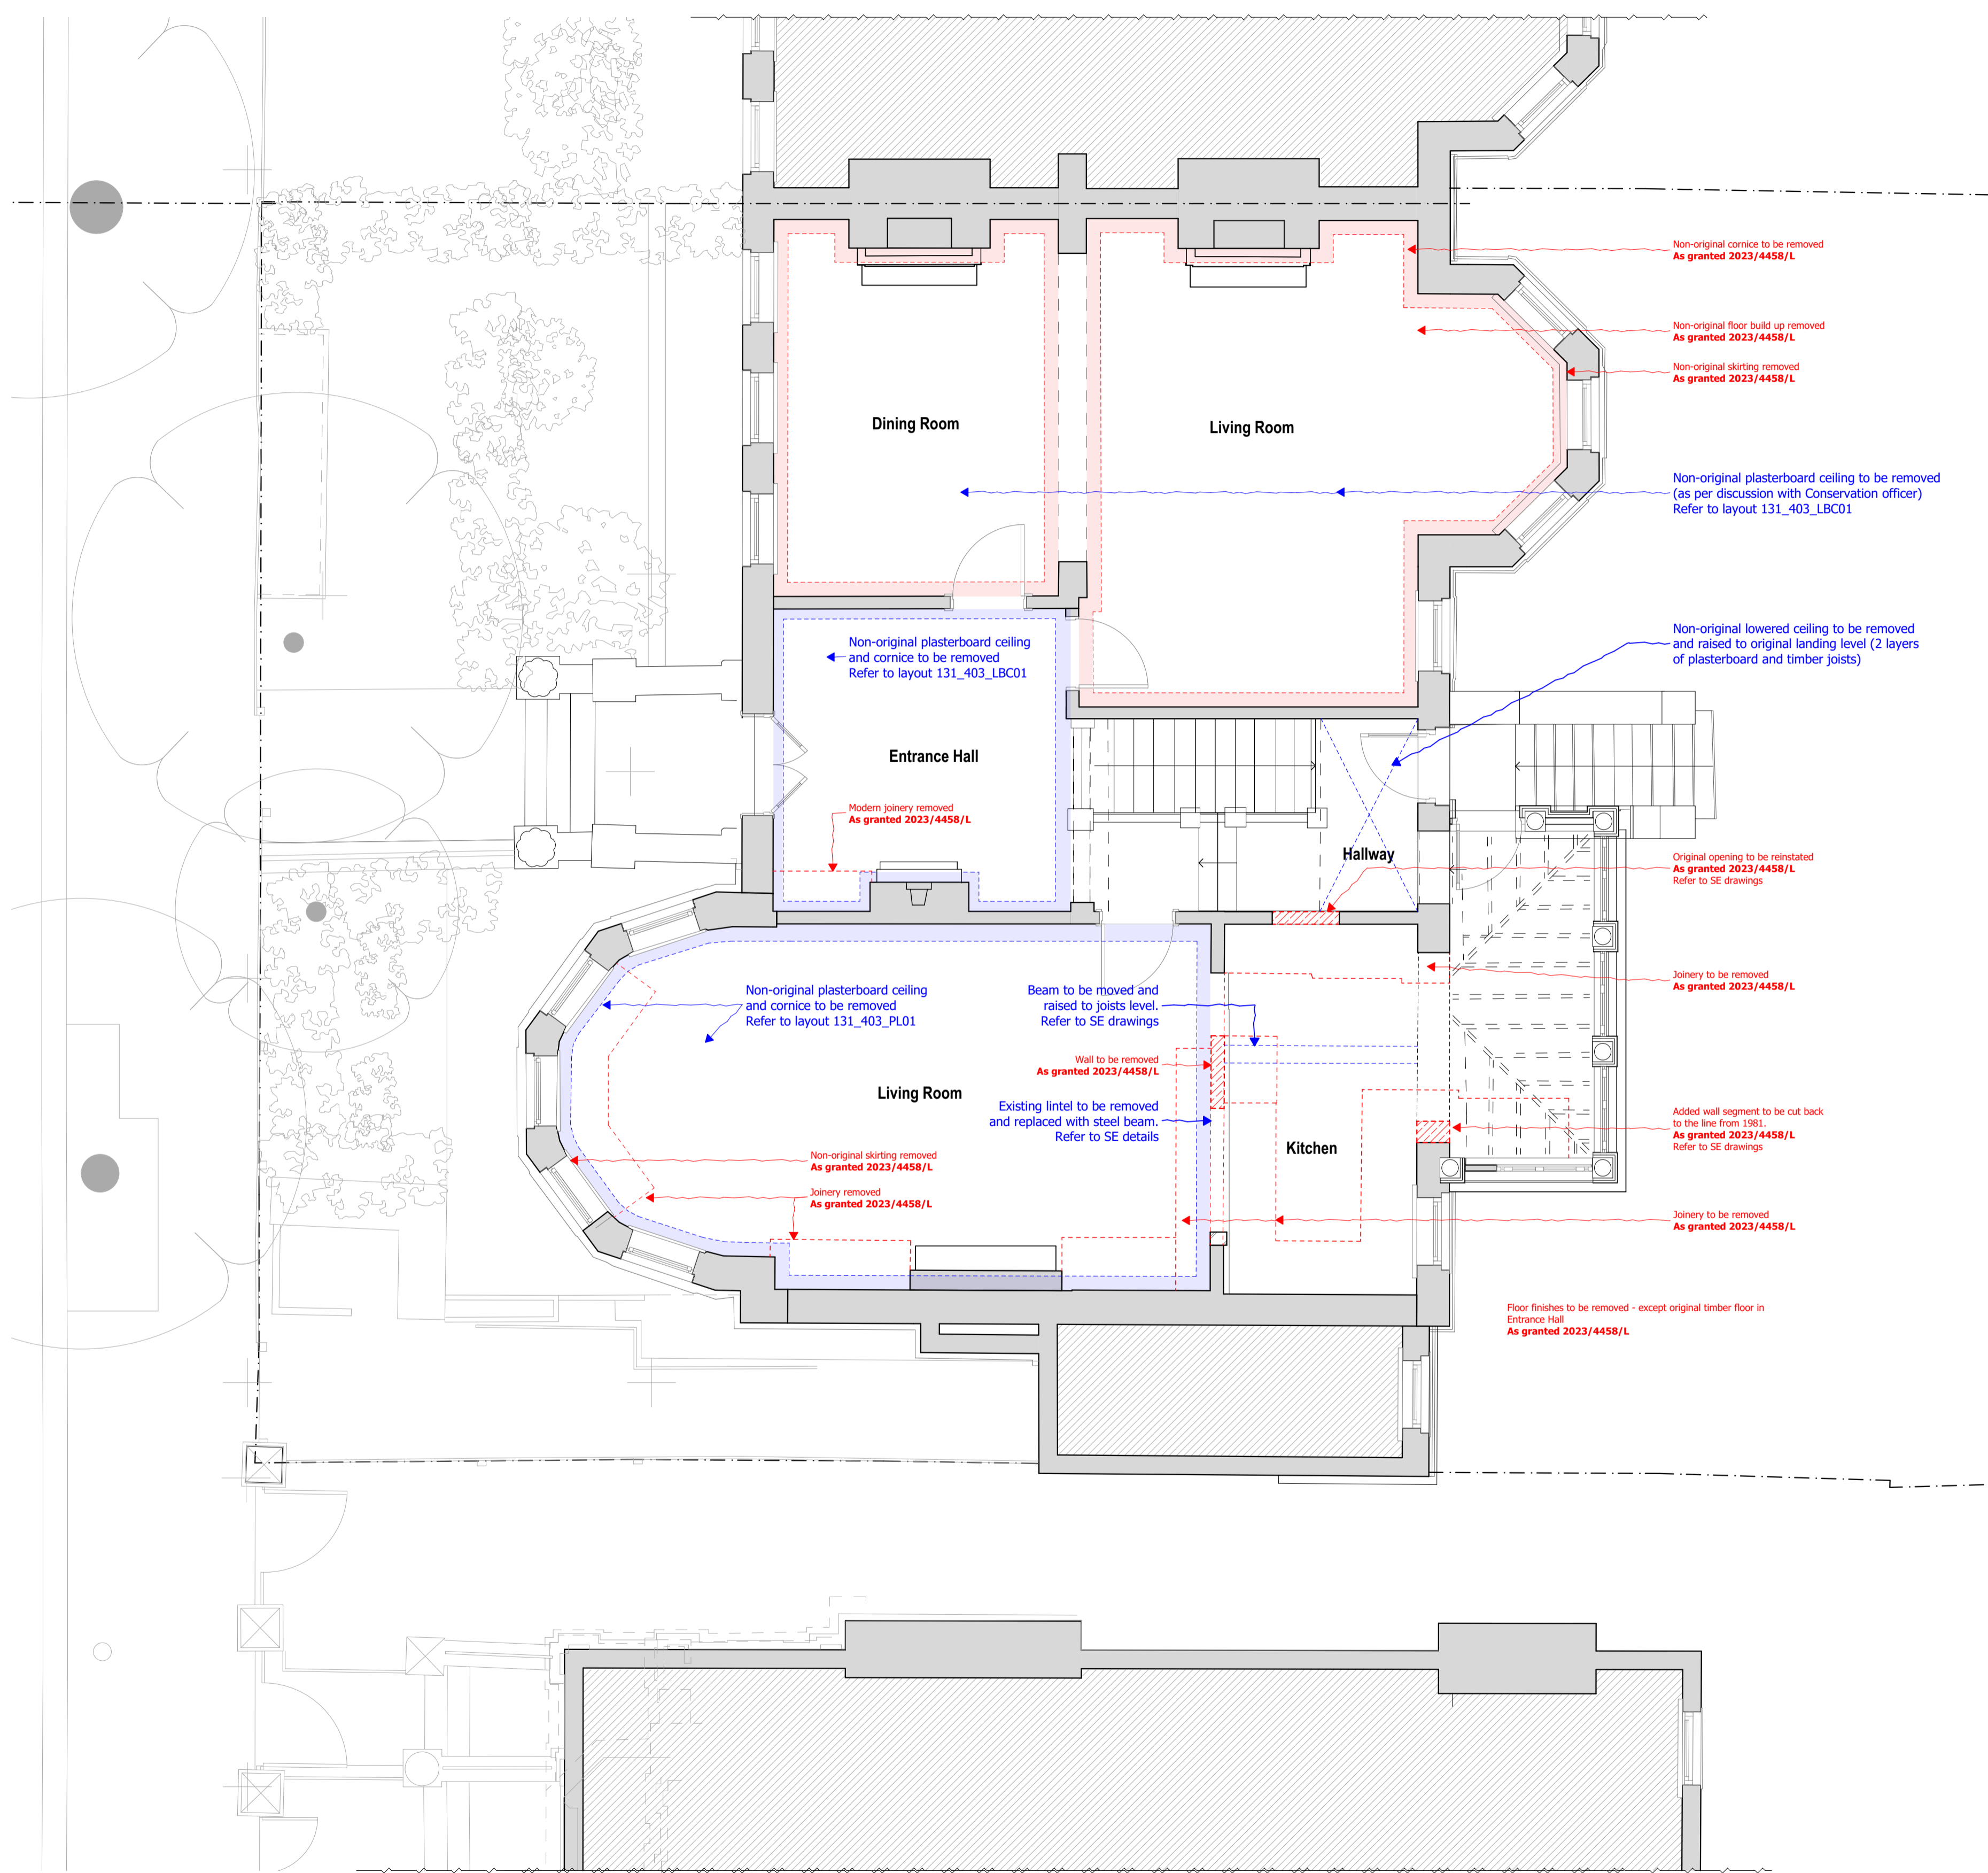 Non-original cornice to be removed
As granted 2023/4458/L
Non-original floor build up removed
As granted 2023/4458/L
Non-original skirting removed
As granted 2023/4458/L
Dining Room
Living Room
Non-original plasterboard ceiling to be removed
(as per discussion with Conservation officer)
Refer to layout 131_403_LBC01
Non-original plasterboard ceiling
and cornice to be removed
Refer to layout 131_403_LBC01
Non-original lowered ceiling to be removed
and raised to original landing level (2 layers
of plasterboard and timber joists)
Entrance Hall
Modern joinery removed
As granted 2023/4458/L
Hallway
Original opening to be reinstated
As granted 2023/4458/L
Refer to SE drawings
Joinery to be removed
As granted 2023/4458/L
Non-original plasterboard ceiling
and cornice to be removed
Refer to layout 131_403_PL01
Beam to be moved and
raised to joists level.
Refer to SE drawings
Wall to be removed
As granted 2023/4458/L
Living Room
Existing lintel to be removed
and replaced with steel beam.
Refer to SE details
Kitchen
Added wall segment to be cut back
to the line from 1981.
As granted 2023/4458/L
Refer to SE drawings
Non-original skirting removed
As granted 2023/4458/L
Joinery removed
As granted 2023/4458/L
Joinery to be removed
As granted 2023/4458/L
Floor finishes to be removed - except original timber floor in
Entrance Hall
As granted 2023/4458/L